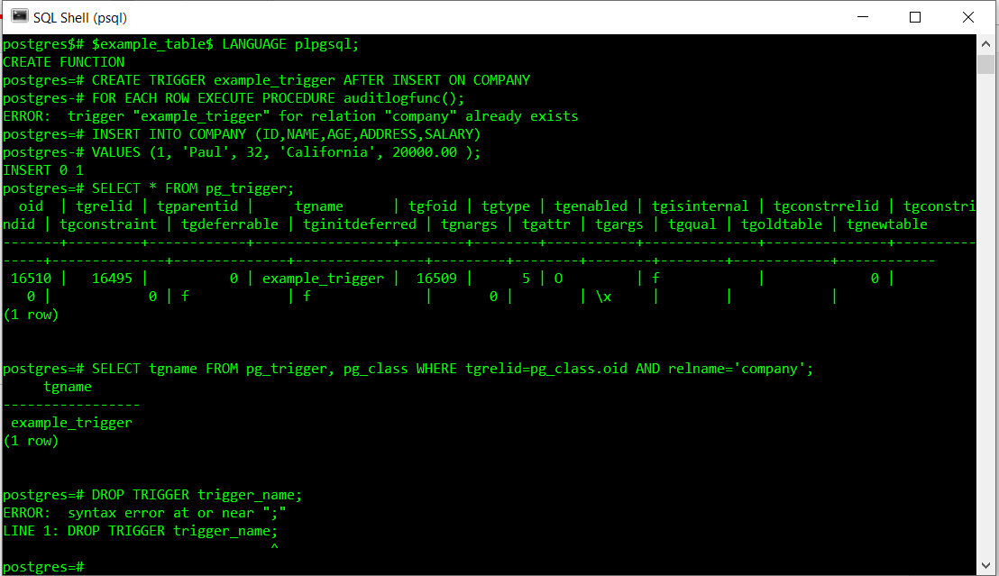 SQL Shell (psql)
postgres$# $example_table$ LANGUAGE plpgsql;
CREATE FUNCTION
postgres=# CREATE TRIGGER example_trigger AFTER INSERT ON COMPANY
postgres-# FOR EACH ROW EXECUTE PROCEDURE auditlogfunc();
ERROR:  trigger "example_trigger" for relation "company" already exists
postgres=# INSERT INTO COMPANY (ID,NAME,AGE,ADDRESS,SALARY)
postgres-# VALUES (1, 'Paul', 32, 'California', 20000.00 );
INSERT 0 1
postgres=# SELECT * FROM pg_trigger;
  oid  | tgrelid | tgparentid |     tgname      | tgfoid | tgtype | tgenabled | tgisinternal | tgconstrrelid | tgconstri
ndid | tgconstraint | tgdeferrable | tginitdeferred | tgnargs | tgattr | tgargs | tgqual | tgoldtable | tgnewtable
-------+---------+------------+-----------------+--------+--------+-----------+--------------+---------------+----------
-----+--------------+--------------+----------------+---------+--------+--------+--------+------------+------------
 16510 |   16495 |          0 | example_trigger |  16509 |      5 | O         | f            |             0 |
   0 |            0 | f            | f              |       0 |        | \x     |        |            |
(1 row)
postgres=# SELECT tgname FROM pg_trigger, pg_class WHERE tgrelid=pg_class.oid AND relname='company';
     tgname
-----------------
 example_trigger
(1 row)
postgres=# DROP TRIGGER trigger_name;
ERROR:  syntax error at or near ";"
LINE 1: DROP TRIGGER trigger_name;
                                 ^
postgres=#